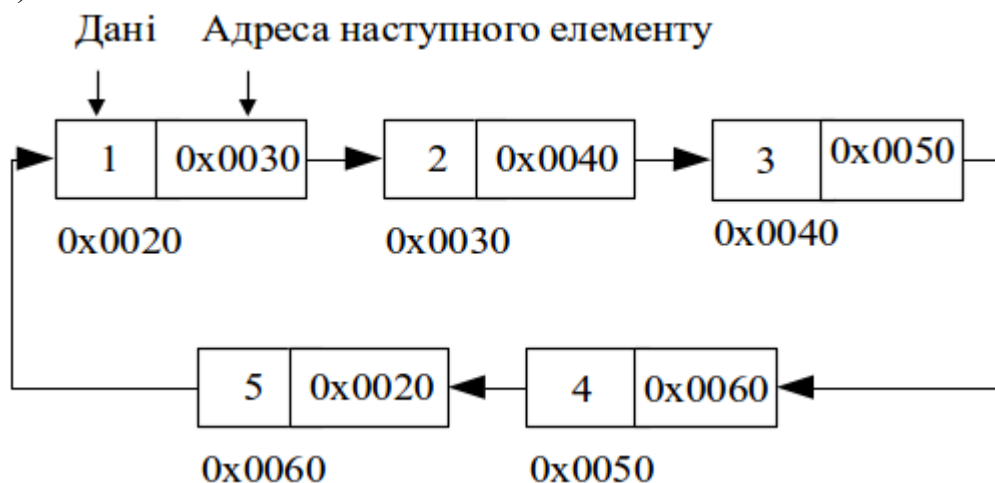 Дані Адреса наступного елементу
1 0x0030 2 0x0040 3 0x0050
0x0020 0x0030 0x0040
5 0x0020 4 0x0060
0x0060 0x0050